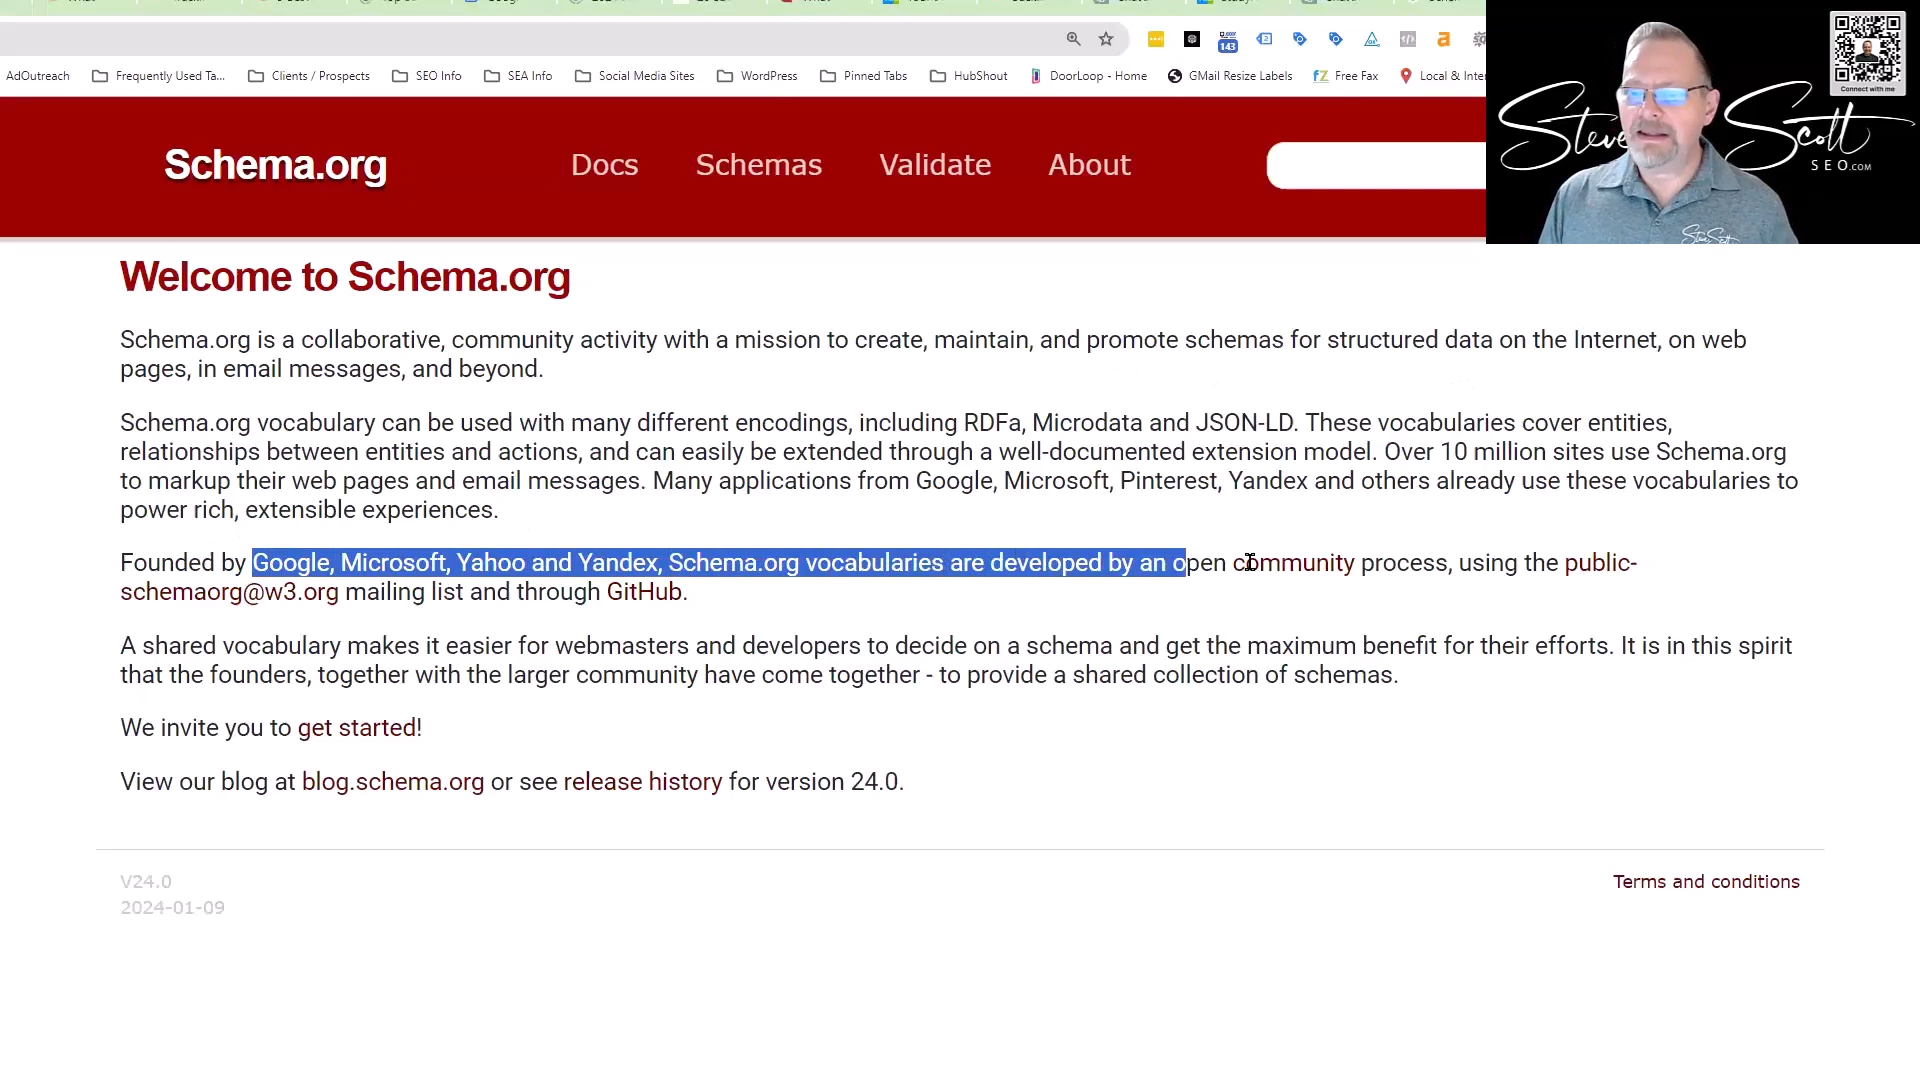 AdOutreach
Frequently Used Ta...
Clients / Prospects
SEO Info
SEA Info
Social Media Sites
WordPress
Pinned Tabs
HubShout
DoorLoop - Home
GMail Resize Labels
fZ Free Fax
Local & Inte
143
Connect with me
Steve Scott
SEO.COM
Schema.org
Docs
Schemas
Validate
About
Welcome to Schema.org
Schema.org is a collaborative, community activity with a mission to create, maintain, and promote schemas for structured data on the Internet, on web
pages, in email messages, and beyond.
Schema.org vocabulary can be used with many different encodings, including RDFa, Microdata and JSON-LD. These vocabularies cover entities,
relationships between entities and actions, and can easily be extended through a well-documented extension model. Over 10 million sites use Schema.org
to markup their web pages and email messages. Many applications from Google, Microsoft, Pinterest, Yandex and others already use these vocabularies to
power rich, extensible experiences.
Founded by Google, Microsoft, Yahoo and Yandex, Schema.org vocabularies are developed by an open community process, using the public-
schemaorg@w3.org mailing list and through GitHub.
A shared vocabulary makes it easier for webmasters and developers to decide on a schema and get the maximum benefit for their efforts. It is in this spirit
that the founders, together with the larger community have come together - to provide a shared collection of schemas.
We invite you to get started!
View our blog at blog.schema.org or see release history for version 24.0.
V24.0
2024-01-09
Terms and conditions